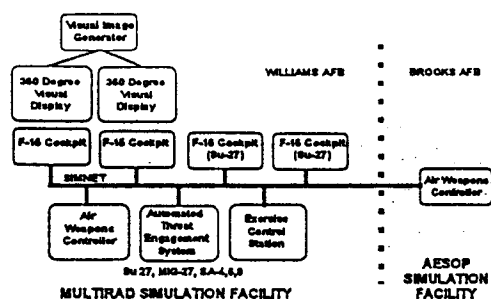 Visual Image
Generator
360 Degree
Visual
Display
360 Degree
Visual
Display
WILLIAMS AFB
BROOKS AFB
F-16 Cockpit
F-15 Cockpit
F-16 Cockpit
(Su-27)
F-16 Cockpit
(Su-27)
SIMNET
Air Weapons
Controller
Air
Weapons
Controller
Automated
Threat
Engagement
System
Exercise
Control
Station
Su 27, MIG-27, SA-4,6,8
MULTIRAD SIMULATION FACILITY
AESOP
SIMULATION
FACILITY